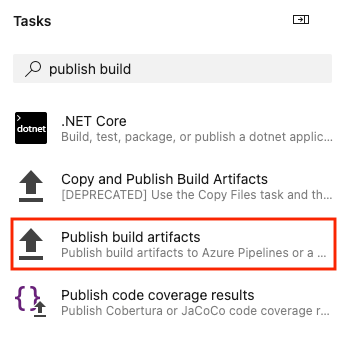 Tasks
publish build
dotnet
.NET Core
Build, test, package, or publish a dotnet applic...
Copy and Publish Build Artifacts
[DEPRECATED] Use the Copy Files task and th...
Publish build artifacts
Publish build artifacts to Azure Pipelines or a ...
Publish code coverage results
Publish Cobertura or JaCoCo code coverage r...